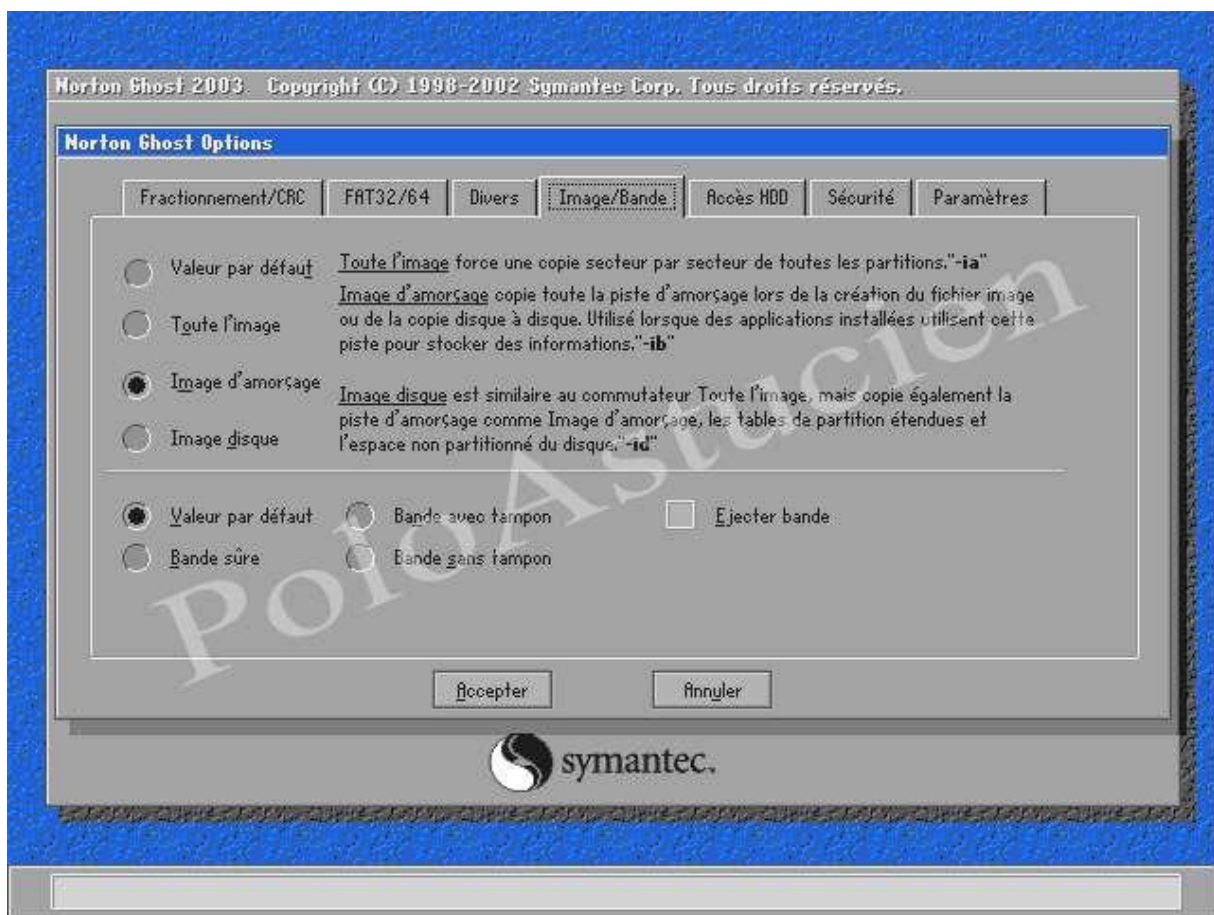 Norton Ghost 2003   Copyright (C) 1998-2002 Symantec Corp. Tous droits réservés.
Norton Ghost Options
Fractionnement/CRC
FAT32/64
Divers
Image/Bande
Accès HDD
Sécurité
Paramètres
Valeur par défaut
Toute l'image
Image d'amorçage
Image disque
Toute l'image force une copie secteur par secteur de toutes les partitions."-ia"
Image d'amorçage copie toute la piste d'amorçage lors de la création du fichier image
ou de la copie disque à disque. Utilisé lorsque des applications installées utilisent cette
piste pour stocker des informations."-ib"
Image disque est similaire au commutateur Toute l'image, mais copie également la
piste d'amorçage comme Image d'amorçage, les tables de partition étendues et
l'espace non partitionné du disque."-id"
Valeur par défaut
Bande avec tampon
Ejecter bande
Bande sûre
Bande sans tampon
Accepter
Annuler
symantec.
PoloAstucien